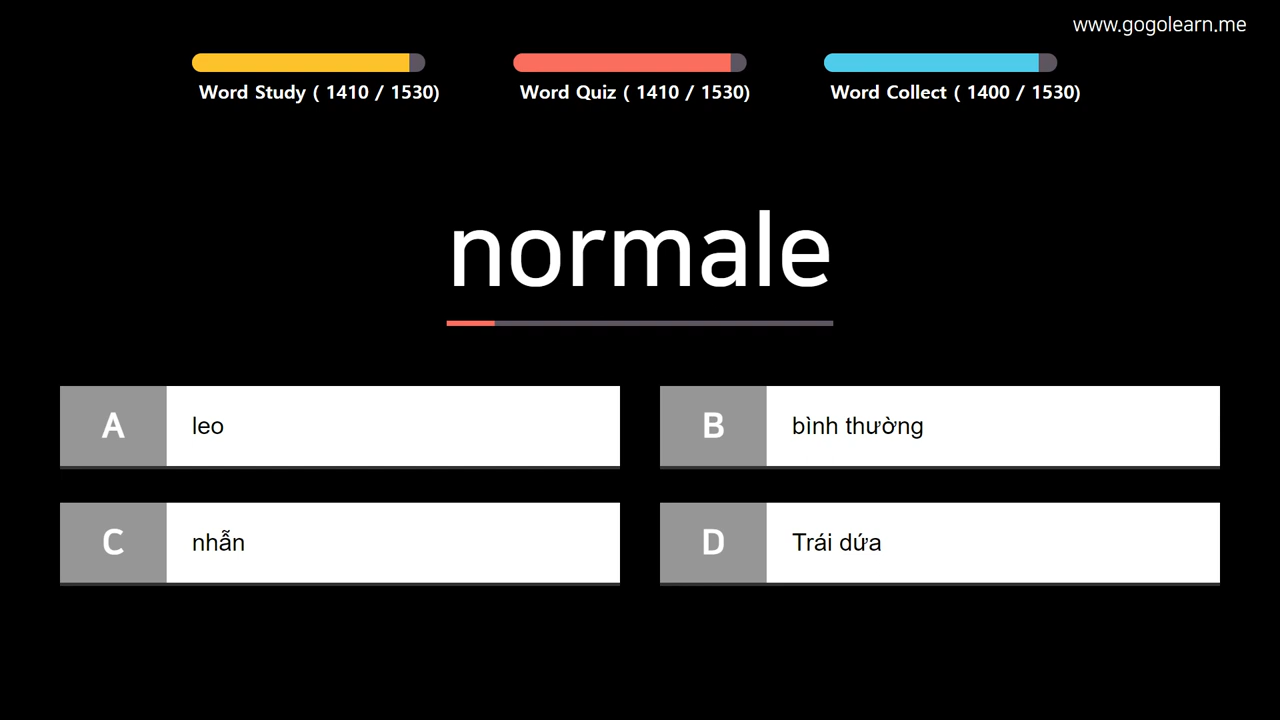 www.gogolearn.me
Word Study ( 1410 / 1530)
Word Quiz ( 1410 / 1530)
Word Collect ( 1400 / 1530)
normale
A leo
B bình thường
C nhẫn
D Trái dứa